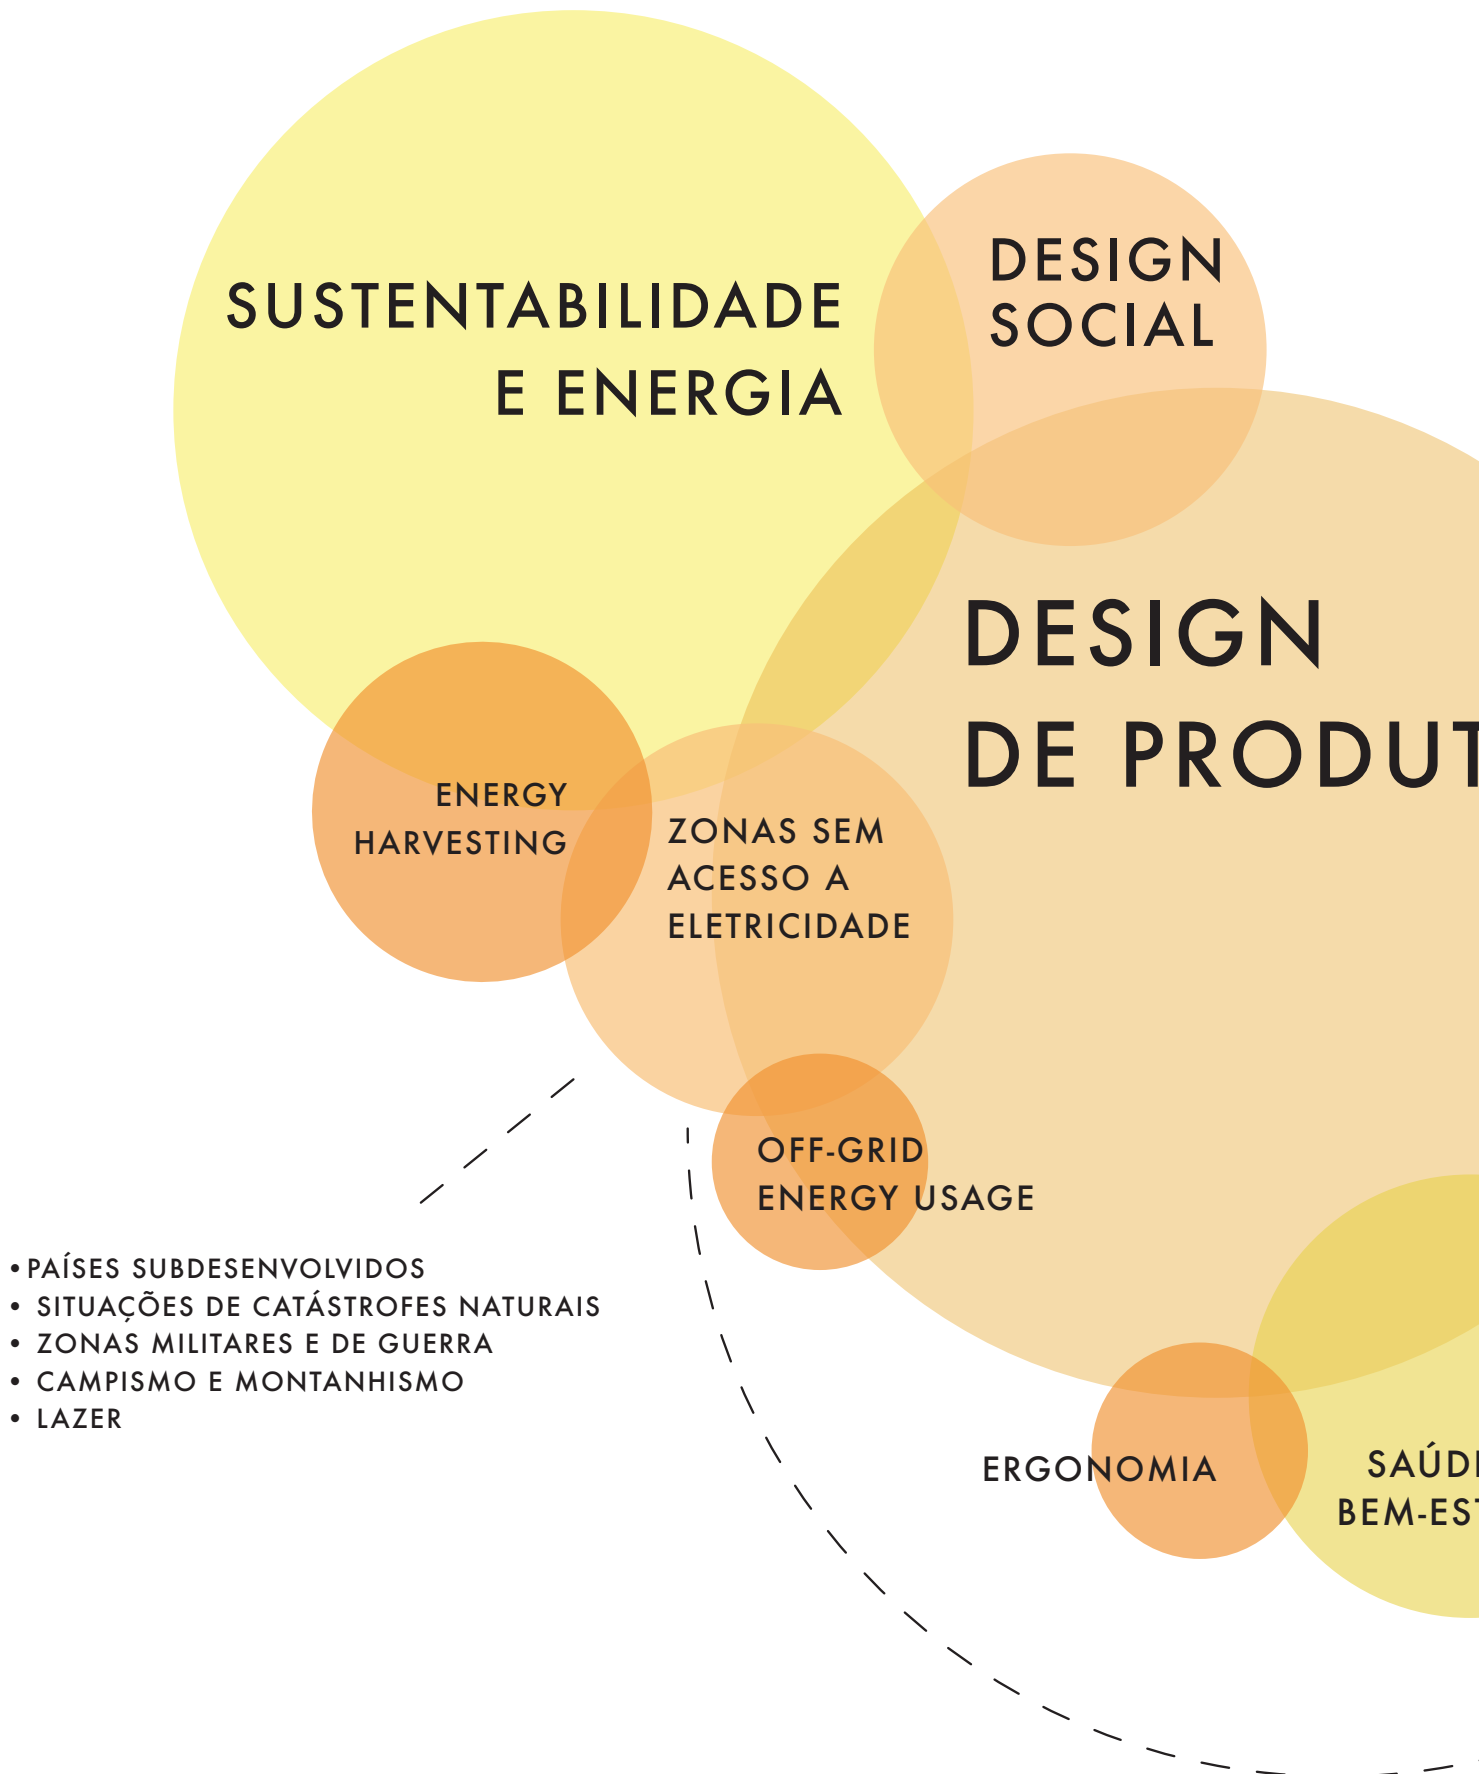 SUSTENTABILIDADE
E ENERGIA
DESIGN
SOCIAL
DESIGN
DE PRODUT
ENERGY
HARVESTING
ZONAS SEM
ACESSO A
ELETRICIDADE
OFF-GRID
ENERGY USAGE
• PAÍSES SUBDESENVOLVIDOS
• SITUAÇÕES DE CATÁSTROFES NATURAIS
• ZONAS MILITARES E DE GUERRA
• CAMPISMO E MONTANHISMO
• LAZER
ERGONOMIA
SAÚD
BEM-EST